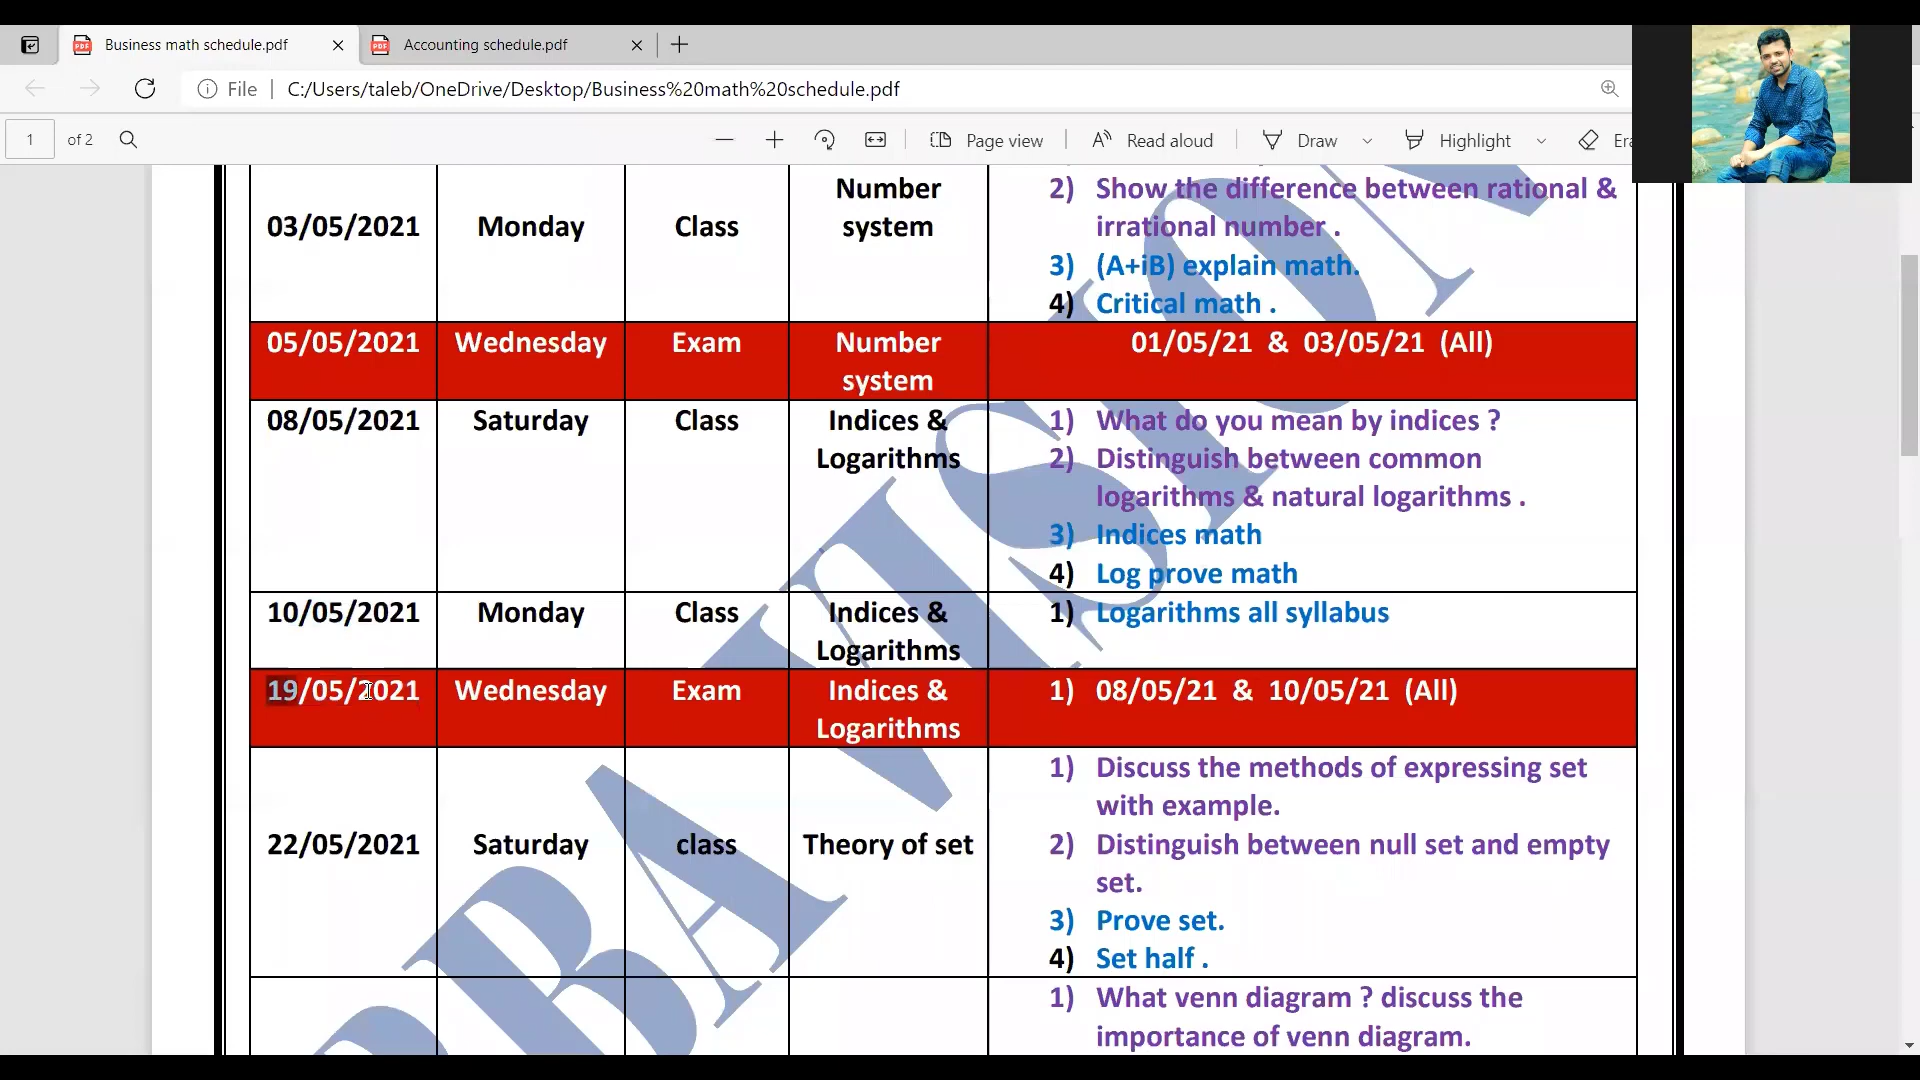 Business math schedule.pdf
Accounting schedule.pdf
File
C:/Users/taleb/OneDrive/Desktop/Business%20math%20schedule.pdf
1 of 2
Page view
Read aloud
Draw
Highlight
Era
03/05/2021 Monday Class Number system
2) Show the difference between rational &
irrational number .
3) (A+iB) explain math.
4) Critical math .
05/05/2021 Wednesday Exam Number system
01/05/21 & 03/05/21 (All)
08/05/2021 Saturday Class Indices & Logarithms
1) What do you mean by indices ?
2) Distinguish between common
logarithms & natural logarithms .
3) Indices math
4) Log prove math
10/05/2021 Monday Class Indices & Logarithms
1) Logarithms all syllabus
19/05/2021 Wednesday Exam Indices & Logarithms
1) 08/05/21 & 10/05/21 (All)
22/05/2021 Saturday class Theory of set
1) Discuss the methods of expressing set
with example.
2) Distinguish between null set and empty
set.
3) Prove set.
4) Set half .
1) What venn diagram ? discuss the
importance of venn diagram.
BBA VISION